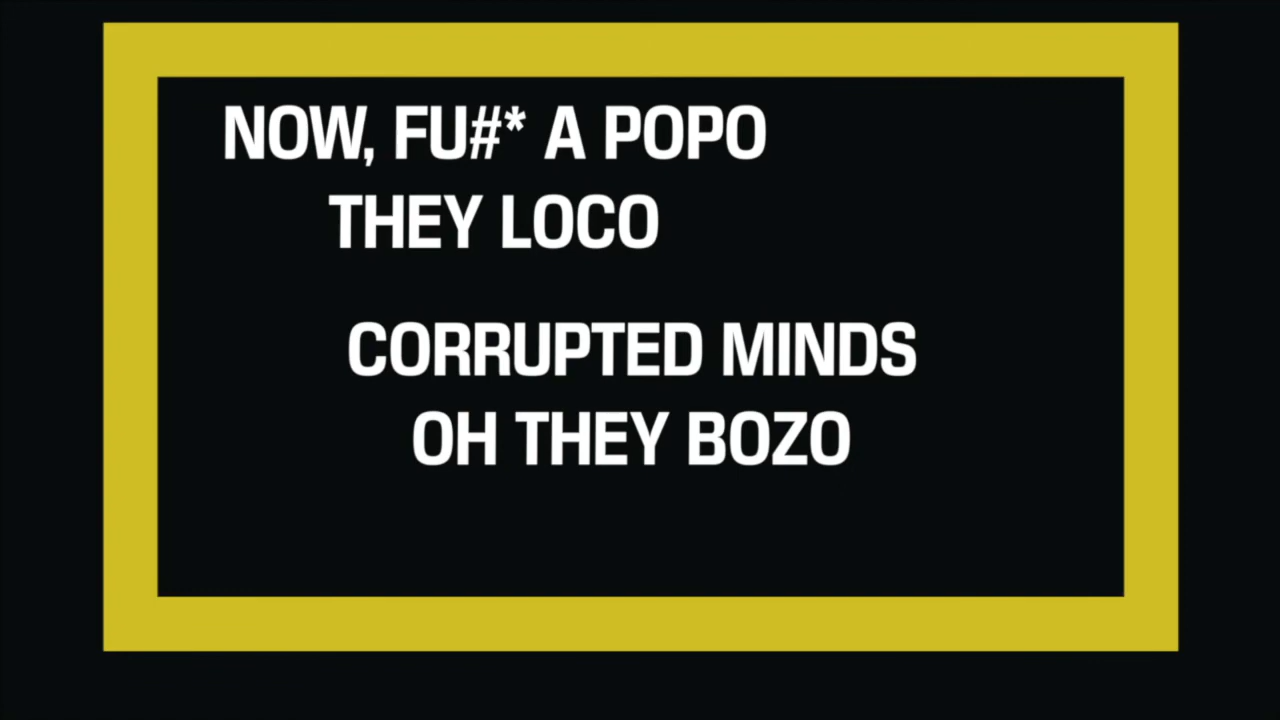 NOW, FU#* A POPO
THEY LOCO
CORRUPTED MINDS
OH THEY BOZO